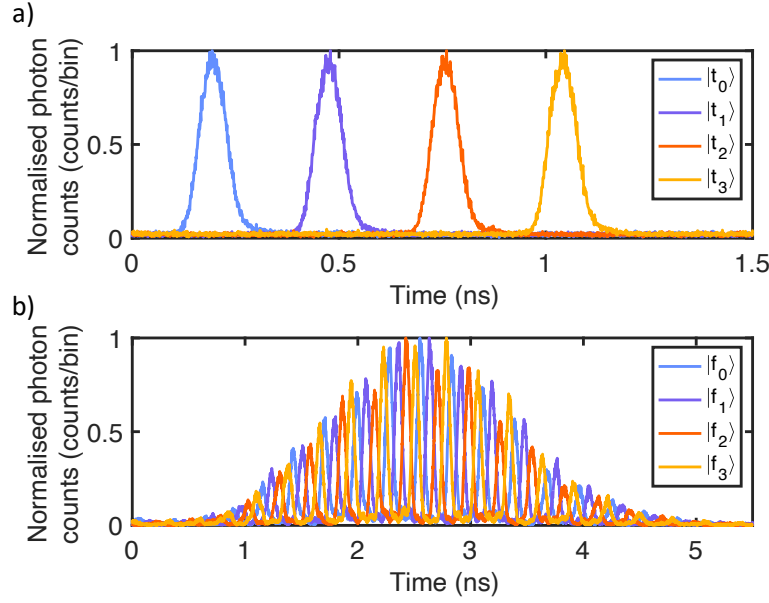 a)
Normalised photon
counts (counts/bin)
1
0.5
0
|t₀⟩
|t₁⟩
|t₂⟩
|t₃⟩
0 0.5 1 1.5
Time (ns)
b)
Normalised photon
counts (counts/bin)
1
0.5
0
|f₀⟩
|f₁⟩
|f₂⟩
|f₃⟩
0 1 2 3 4 5
Time (ns)